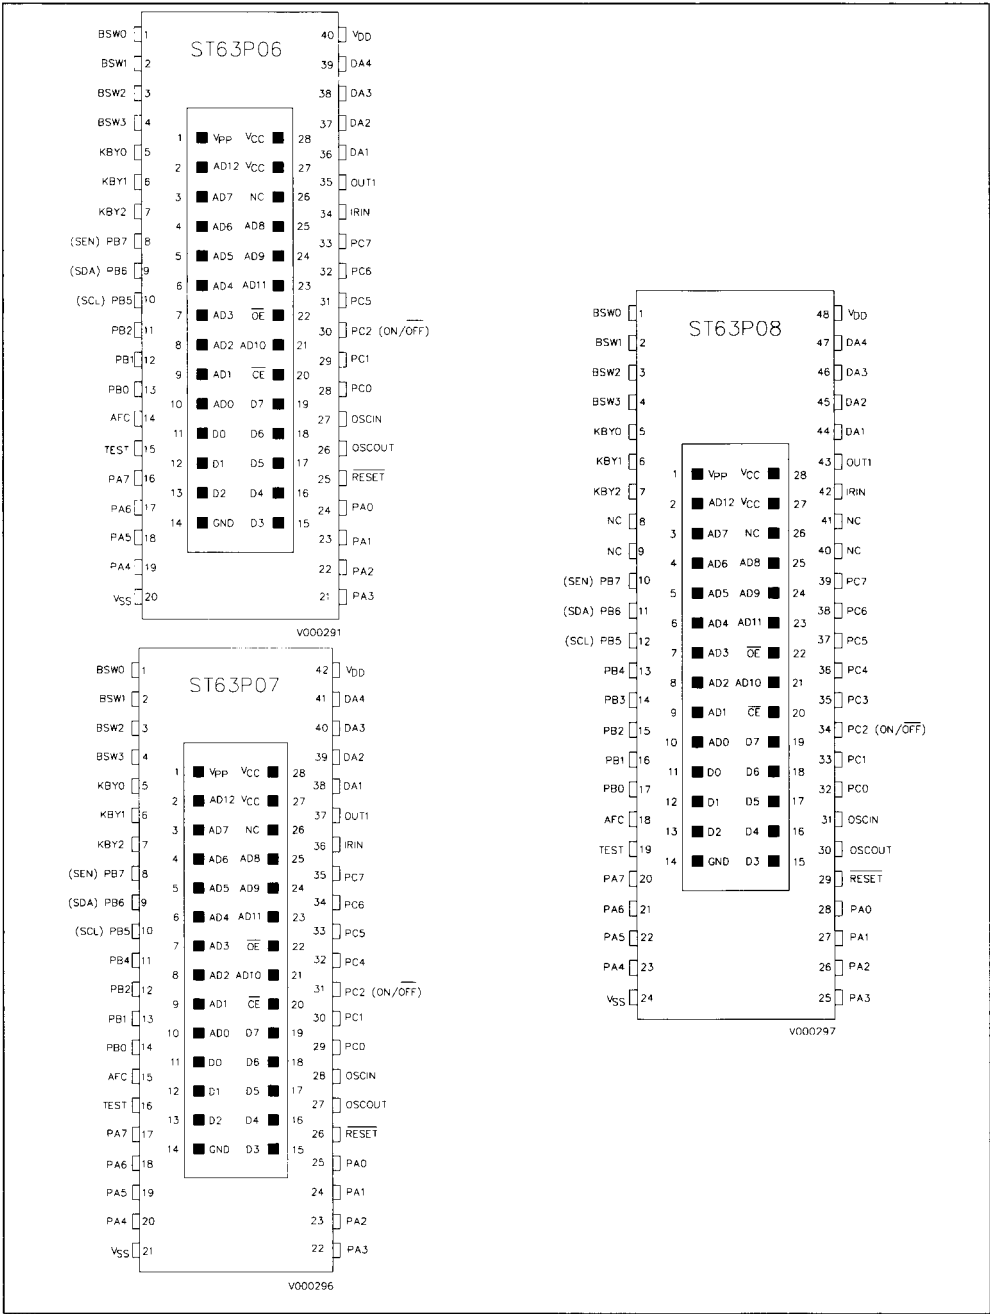 ST63P06
BSW0 1 40 VDD
BSW1 2 39 DA4
BSW2 3 38 DA3
BSW3 4 37 DA2
1 VPP VCC 28
KBY0 5 36 DA1
2 AD12 VCC 27
KBY1 6 35 OUT1
3 AD7 NC 26
KBY2 7 34 IRIN
4 AD6 AD8 25
(SEN) PB7 8 33 PC7
5 AD5 AD9 24
(SDA) PB6 9 32 PC6
6 AD4 AD11 23
(SCL) PB5 10 31 PC5
7 AD3 OE 22
PB2 11 30 PC2 (ON/OFF)
8 AD2 AD10 21
PB1 12 29 PC1
9 AD1 CE 20
PB0 13 28 PC0
10 AD0 D7 19
AFC 14 27 OSCIN
11 D0 D6 18
TEST 15 26 OSCOUT
12 D1 D5 17
PA7 16 25 RESET
13 D2 D4 16
PA6 17 24 PA0
14 GND D3 15
PA5 18 23 PA1
PA4 19 22 PA2
VSS 20 21 PA3
V000291
ST63P07
BSW0 1 42 VDD
BSW1 2 41 DA4
BSW2 3 40 DA3
BSW3 4 39 DA2
1 VPP VCC 28
KBY0 5 38 DA1
2 AD12 VCC 27
KBY1 6 37 OUT1
3 AD7 NC 26
KBY2 7 36 IRIN
4 AD6 AD8 25
(SEN) PB7 8 35 PC7
5 AD5 AD9 24
(SDA) PB6 9 34 PC6
6 AD4 AD11 23
(SCL) PB5 10 33 PC5
7 AD3 OE 22
PB4 11 32 PC4
8 AD2 AD10 21
PB2 12 31 PC2 (ON/OFF)
9 AD1 CE 20
PB1 13 30 PC1
10 AD0 D7 19
PB0 14 29 PC0
11 D0 D6 18
AFC 15 28 OSCIN
12 D1 D5 17
TEST 16 27 OSCOUT
13 D2 D4 16
PA7 17 26 RESET
14 GND D3 15
PA6 18 25 PA0
PA5 19 24 PA1
PA4 20 23 PA2
VSS 21 22 PA3
V000296
ST63P08
BSW0 1 48 VDD
BSW1 2 47 DA4
BSW2 3 46 DA3
BSW3 4 45 DA2
KBY0 5 44 DA1
KBY1 6 43 OUT1
1 VPP VCC 28
KBY2 7 42 IRIN
2 AD12 VCC 27
NC 8 41 NC
3 AD7 NC 26
NC 9 40 NC
4 AD6 AD8 25
(SEN) PB7 10 39 PC7
5 AD5 AD9 24
(SDA) PB6 11 38 PC6
6 AD4 AD11 23
(SCL) PB5 12 37 PC5
7 AD3 OE 22
PB4 13 36 PC4
8 AD2 AD10 21
PB3 14 35 PC3
9 AD1 CE 20
PB2 15 34 PC2 (ON/OFF)
10 AD0 D7 19
PB1 16 33 PC1
11 D0 D6 18
PB0 17 32 PC0
12 D1 D5 17
AFC 18 31 OSCIN
13 D2 D4 16
TEST 19 30 OSCOUT
14 GND D3 15
PA7 20 29 RESET
PA6 21 28 PA0
PA5 22 27 PA1
PA4 23 26 PA2
VSS 24 25 PA3
V000297